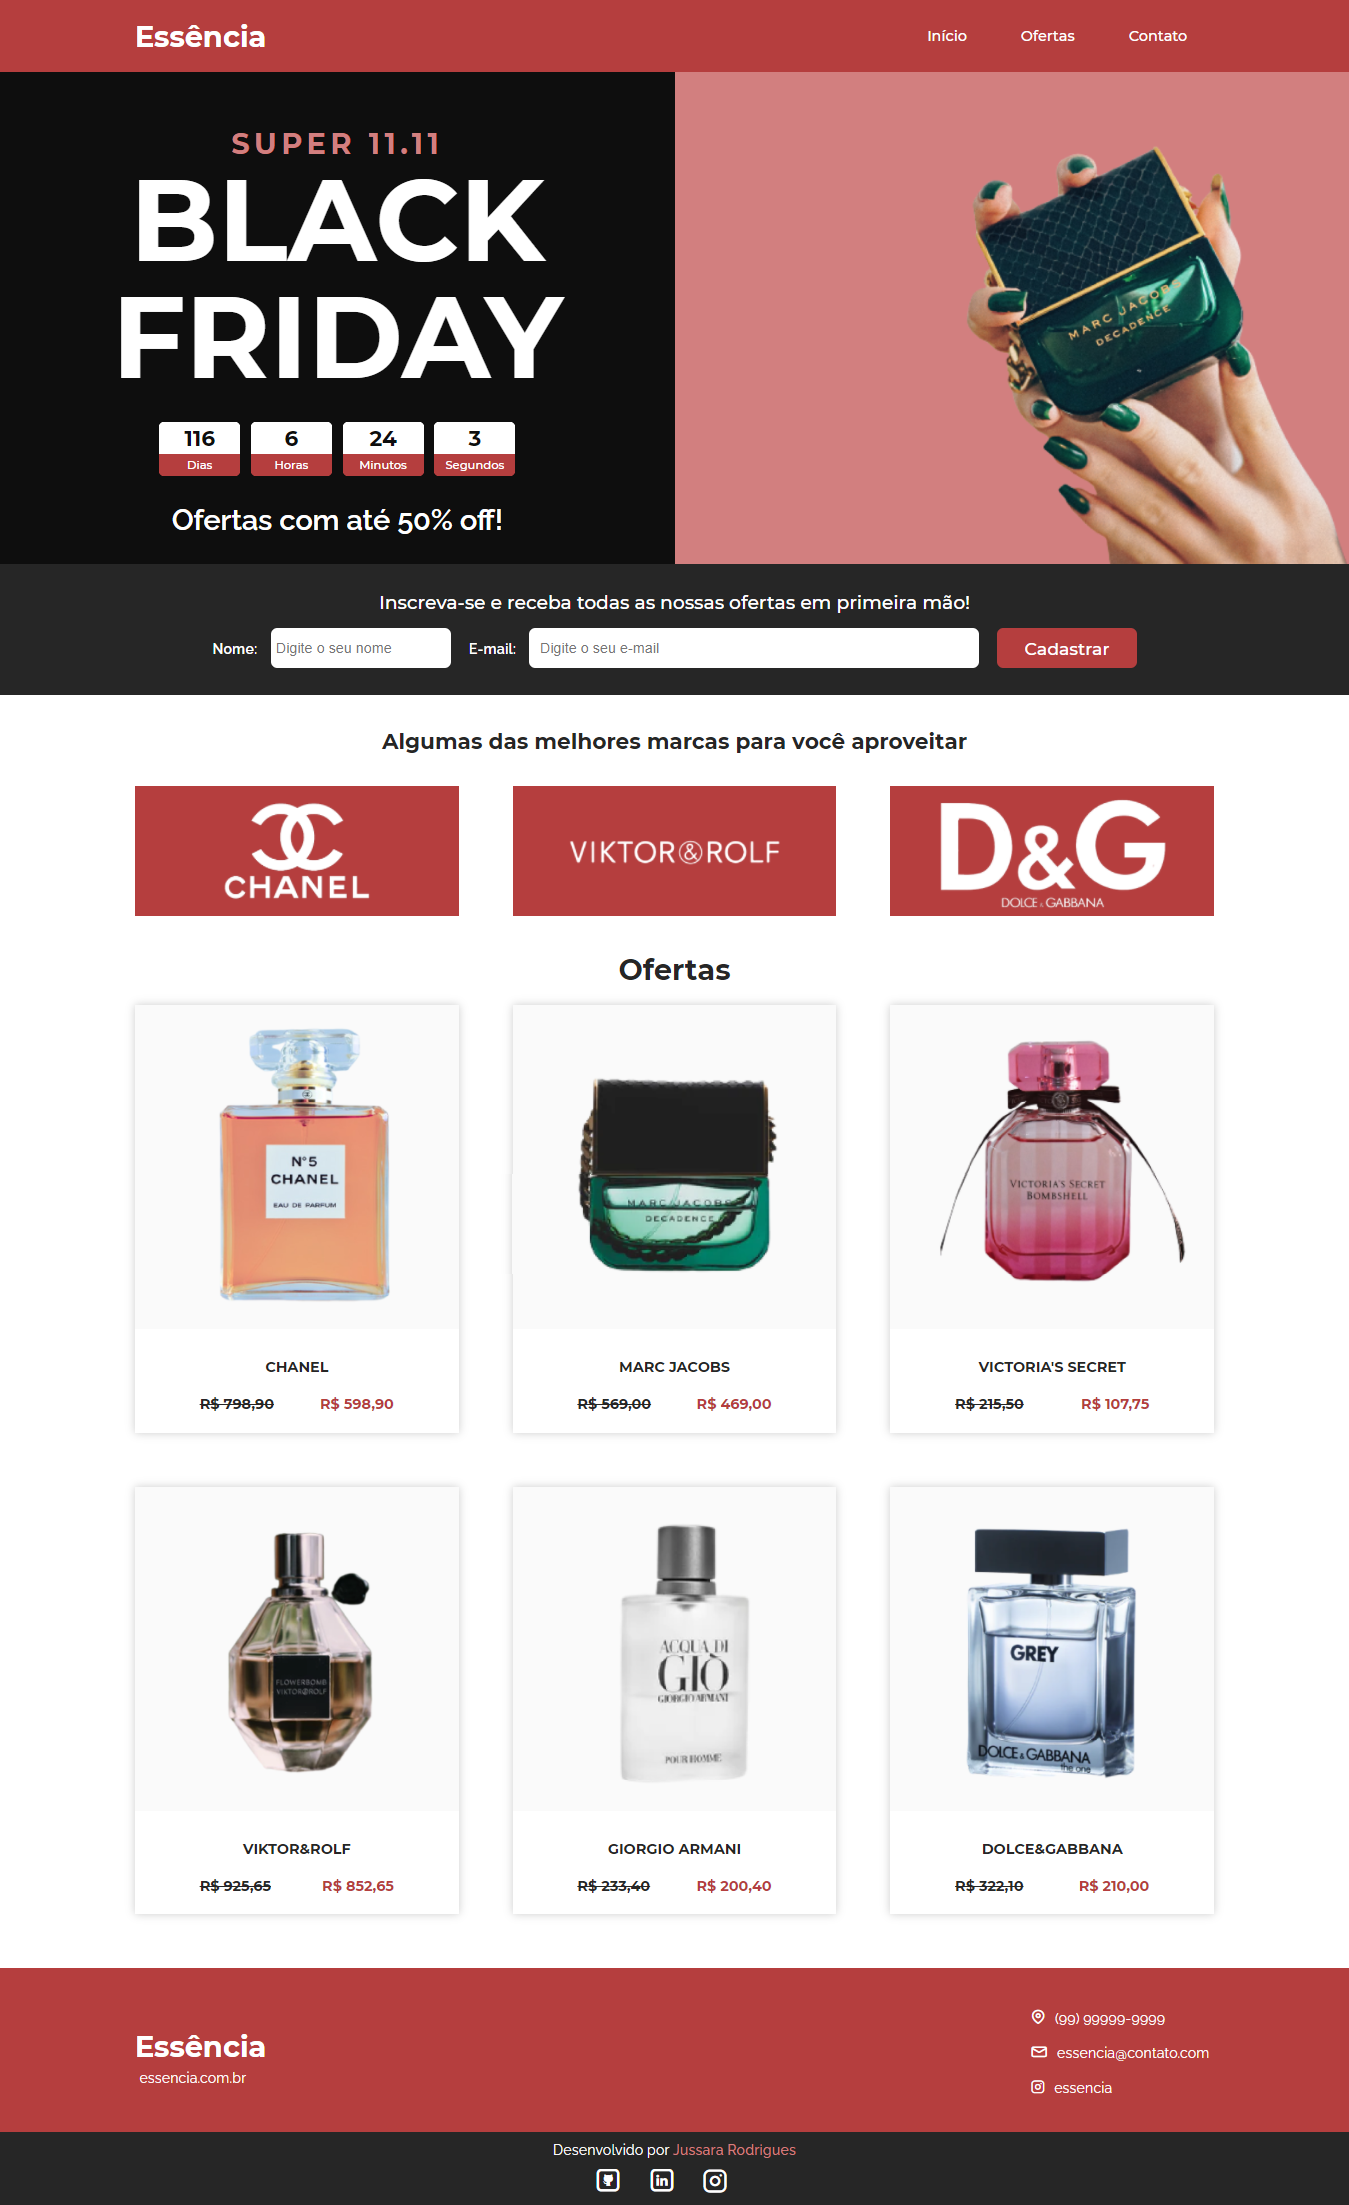 Essência
Início Ofertas Contato
SUPER 11.11
BLACK
FRIDAY
MARC JACOBS
DECADENCE
116 6 24 3
Dias Horas Minutos Segundos
Ofertas com até 50% off!
Inscreva-se e receba todas as nossas ofertas em primeira mão!
Nome: Digite o seu nome E-mail: Digite o seu e-mail Cadastrar
Algumas das melhores marcas para você aproveitar
CHANEL
VIKTOR&ROLF
D&G
DOLCE & GABBANA
Ofertas
N°5
CHANEL
EAU DE PARFUM
MARC JACOBS
DECADENCE
VICTORIA'S SECRET
BOMBSHELL
CHANEL
R$ 798,90 R$ 598,90
MARC JACOBS
R$ 569,00 R$ 469,00
VICTORIA'S SECRET
R$ 215,50 R$ 107,75
FLOWERBOMB
VIKTOR&ROLF
ACQUA DI
GIÒ
GIORGIO ARMANI
POUR HOMME
GREY
DOLCE & GABBANA
the one
VIKTOR&ROLF
R$ 925,65 R$ 852,65
GIORGIO ARMANI
R$ 233,40 R$ 200,40
DOLCE&GABBANA
R$ 322,10 R$ 210,00
Essência
essencia.com.br
(99) 99999-9999
essencia@contato.com
essencia
Desenvolvido por Jussara Rodrigues
in